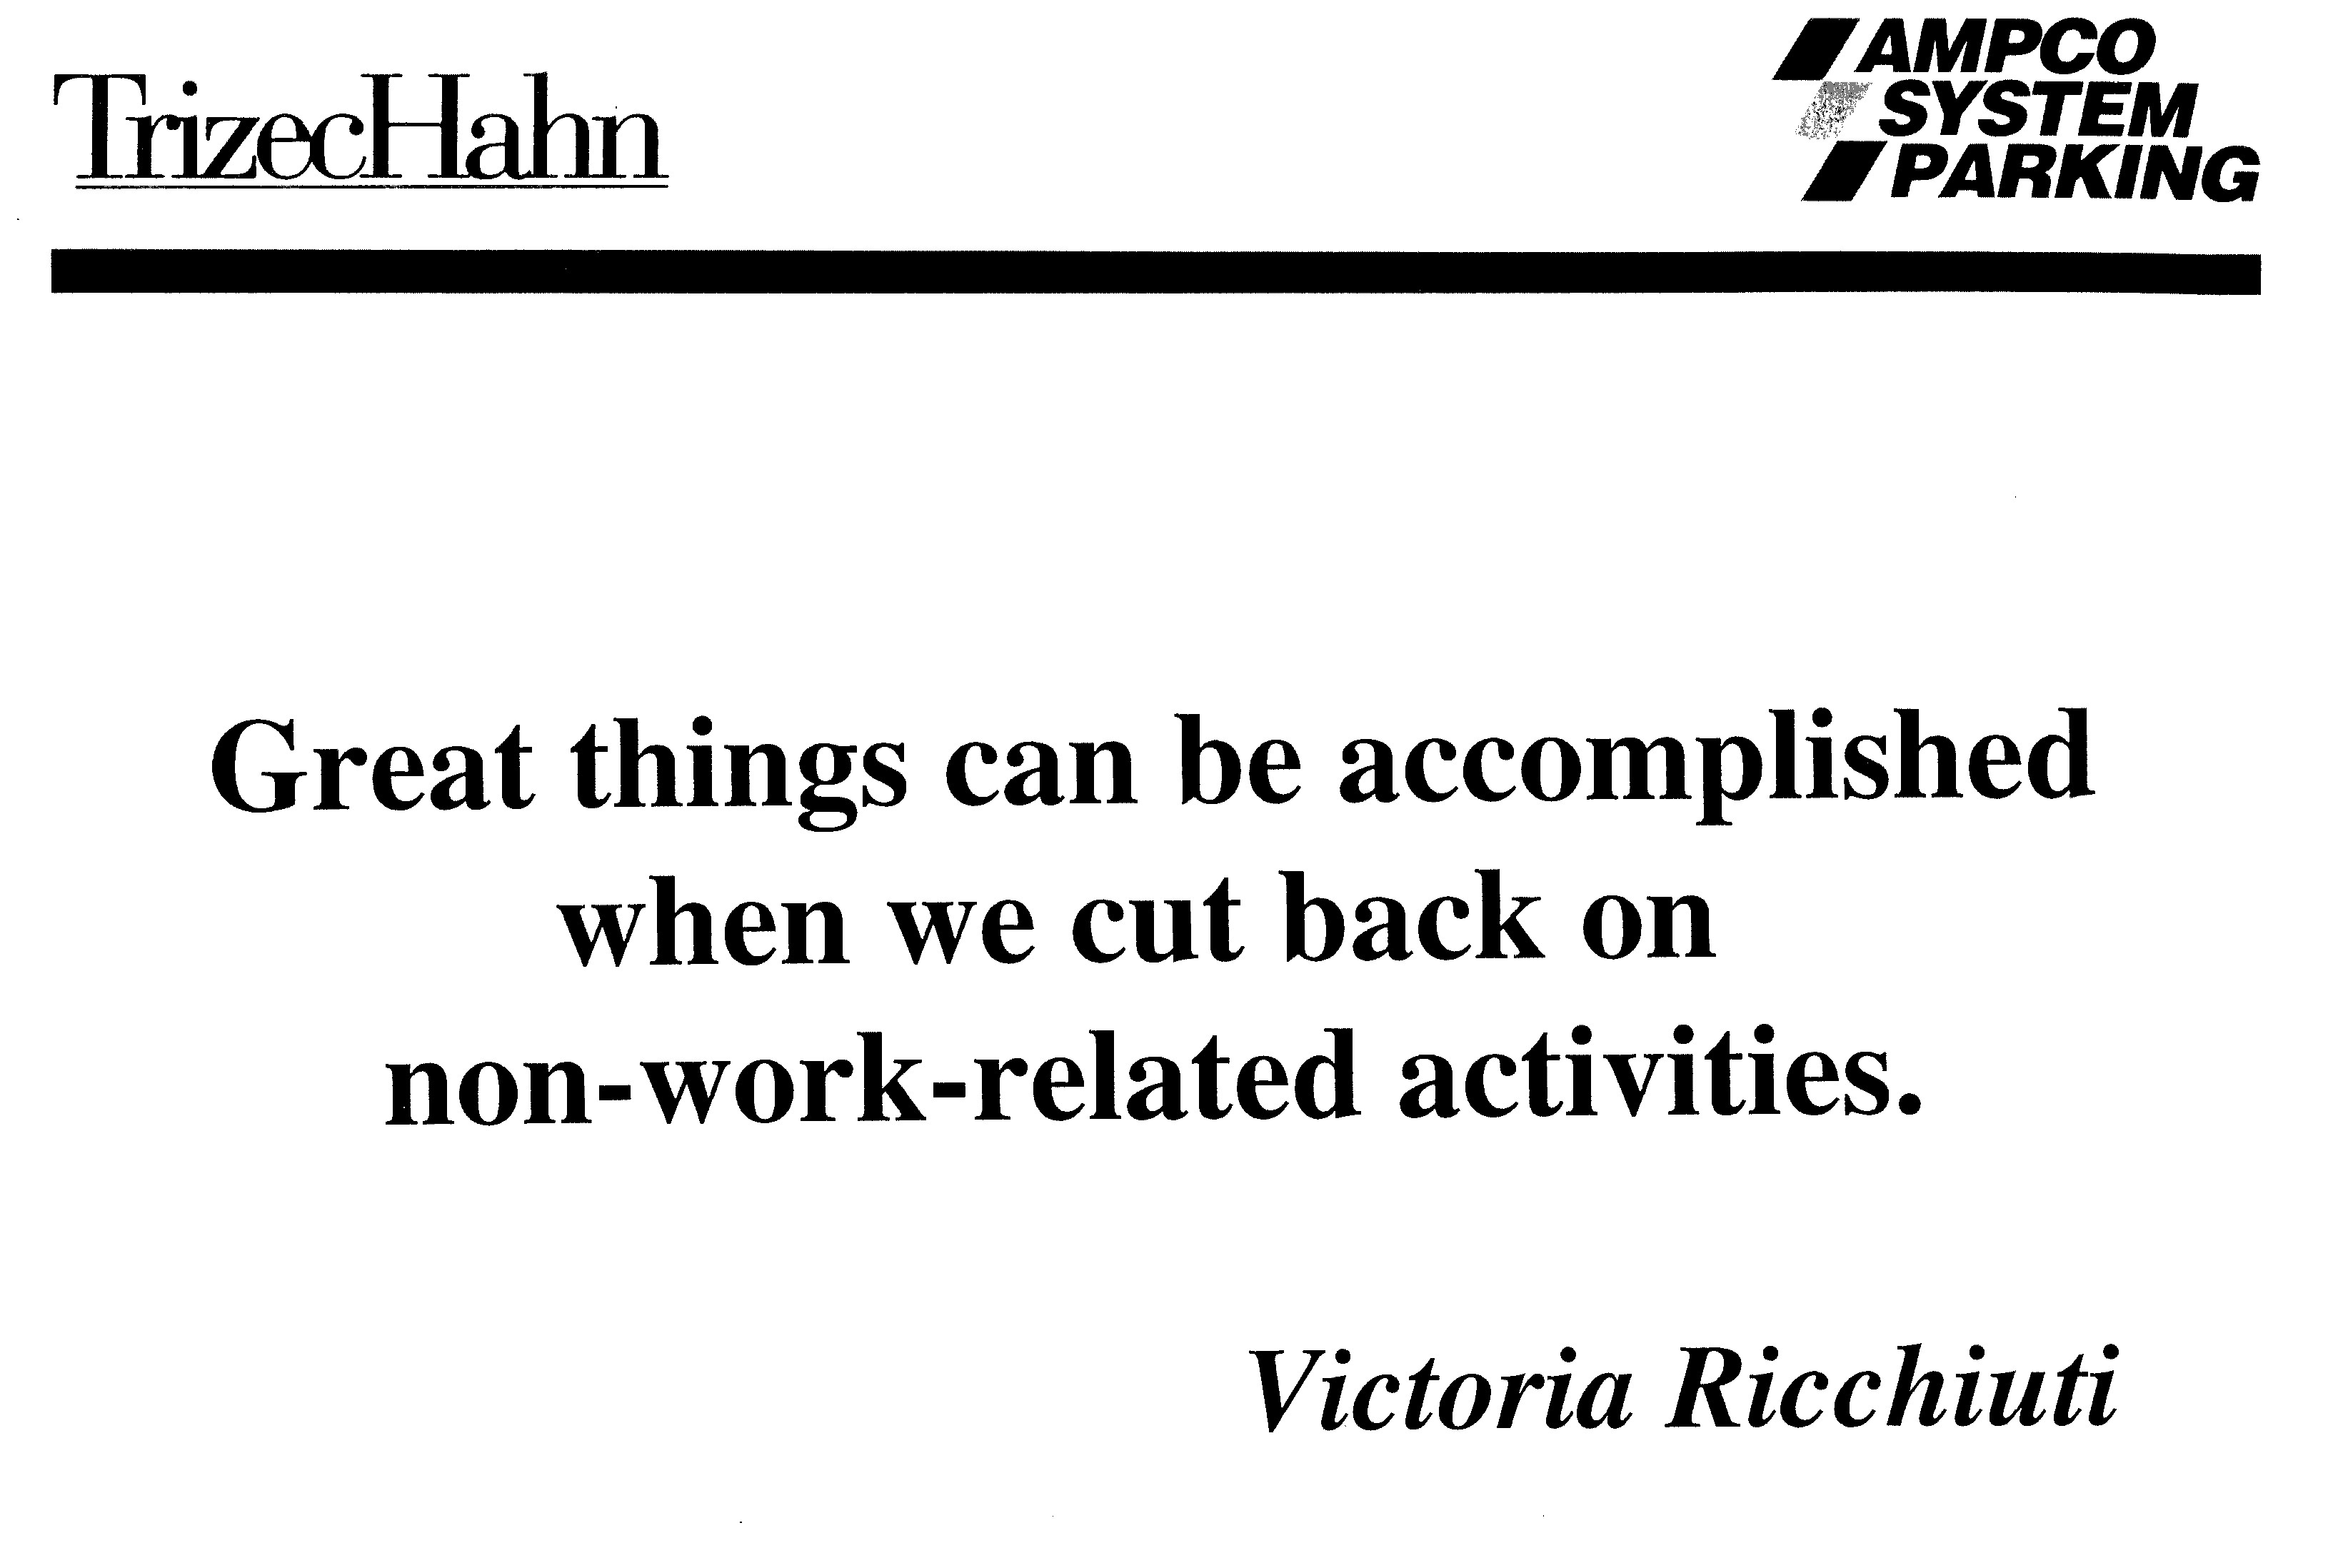 TrizecHahn
AMPCO
SYSTEM
PARKING
Great things can be accomplished
when we cut back on
non-work-related activities.
Victoria Ricchiuti